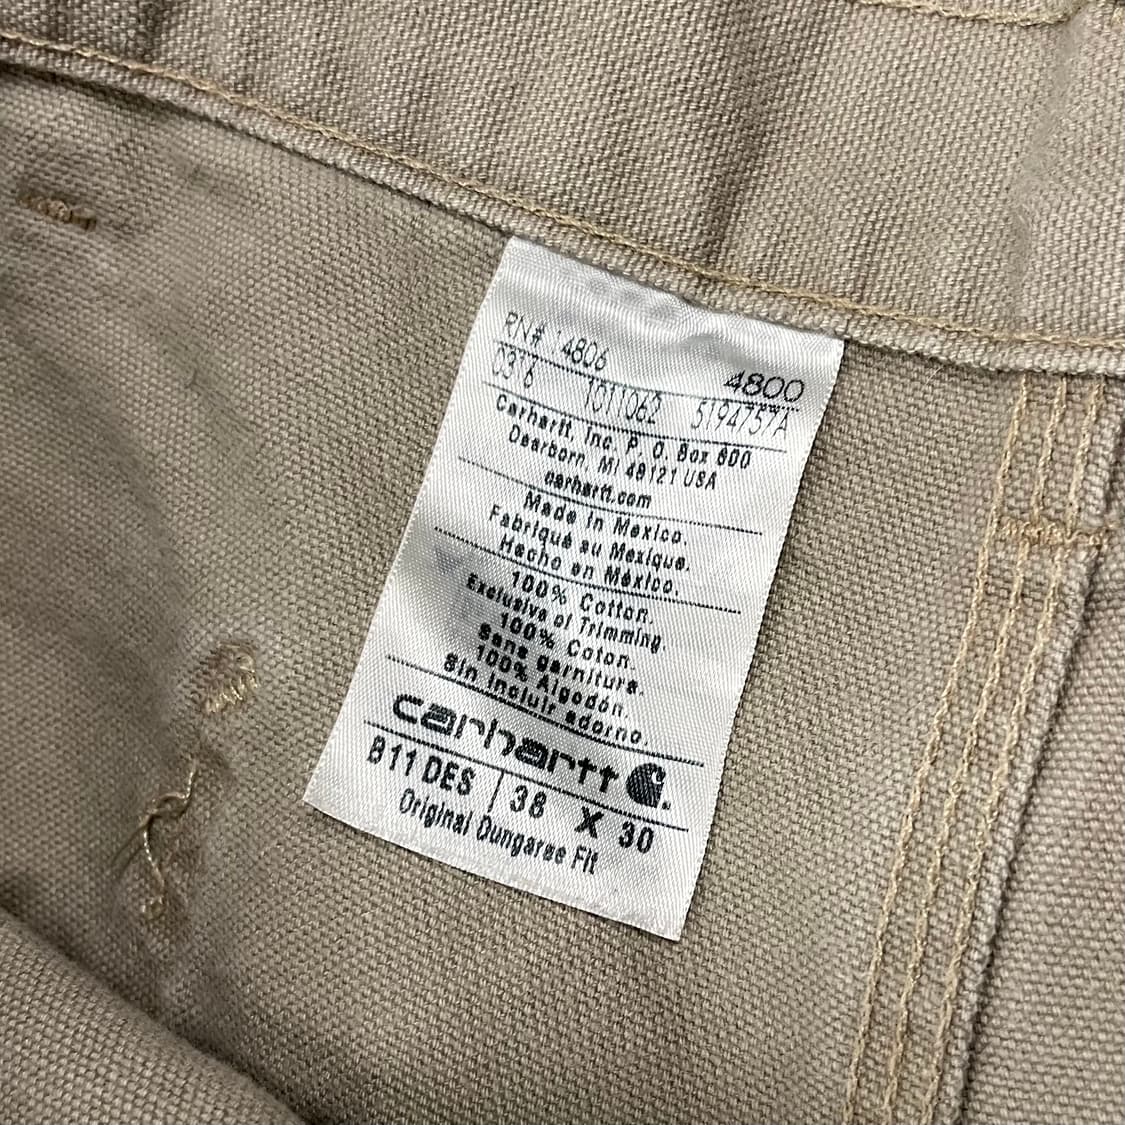 RN# 14806 4800
03 6 1011062 5194757A
Carhartt, Inc. P. O. Box 600
Dearborn, MI 48121 USA
carhartt.com
Made in Mexico.
Fabriqué au Mexique.
Hecho en México.
100% Cotton.
Exclusive of Trimming.
100% Coton.
Sans garniture.
100% Algodón.
Sin Incluir adorno.
carhartt
B11 DES 38 X 30
Original Dungaree Fit